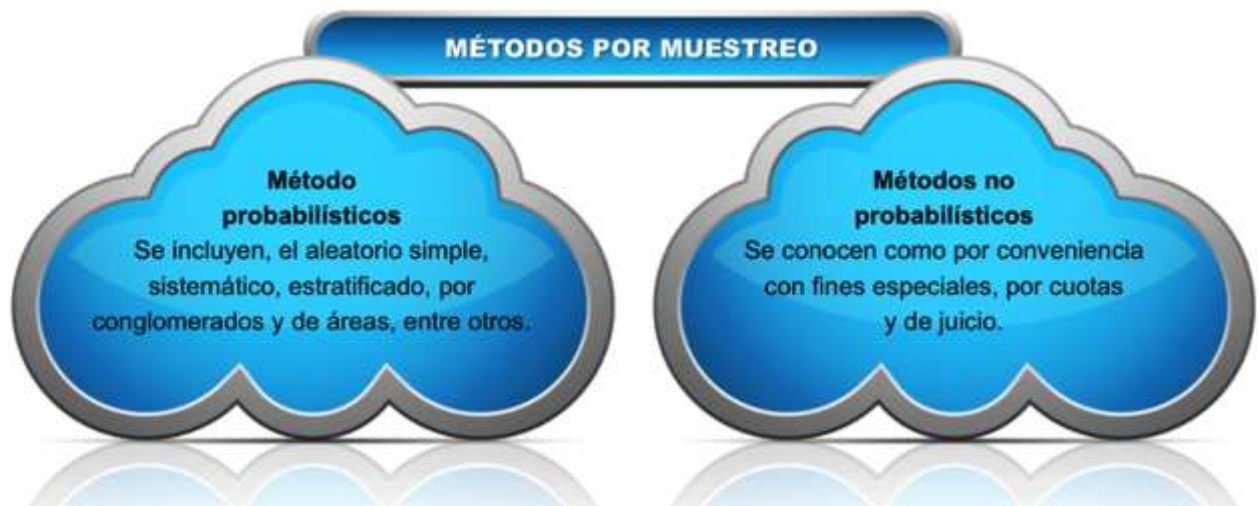 MÉTODOS POR MUESTREO
Método
probabilísticos
Se incluyen, el aleatorio simple,
sistemático, estratificado, por
conglomerados y de áreas, entre otros.
Métodos no
probabilísticos
Se conocen como por conveniencia
con fines especiales, por cuotas
y de juicio.